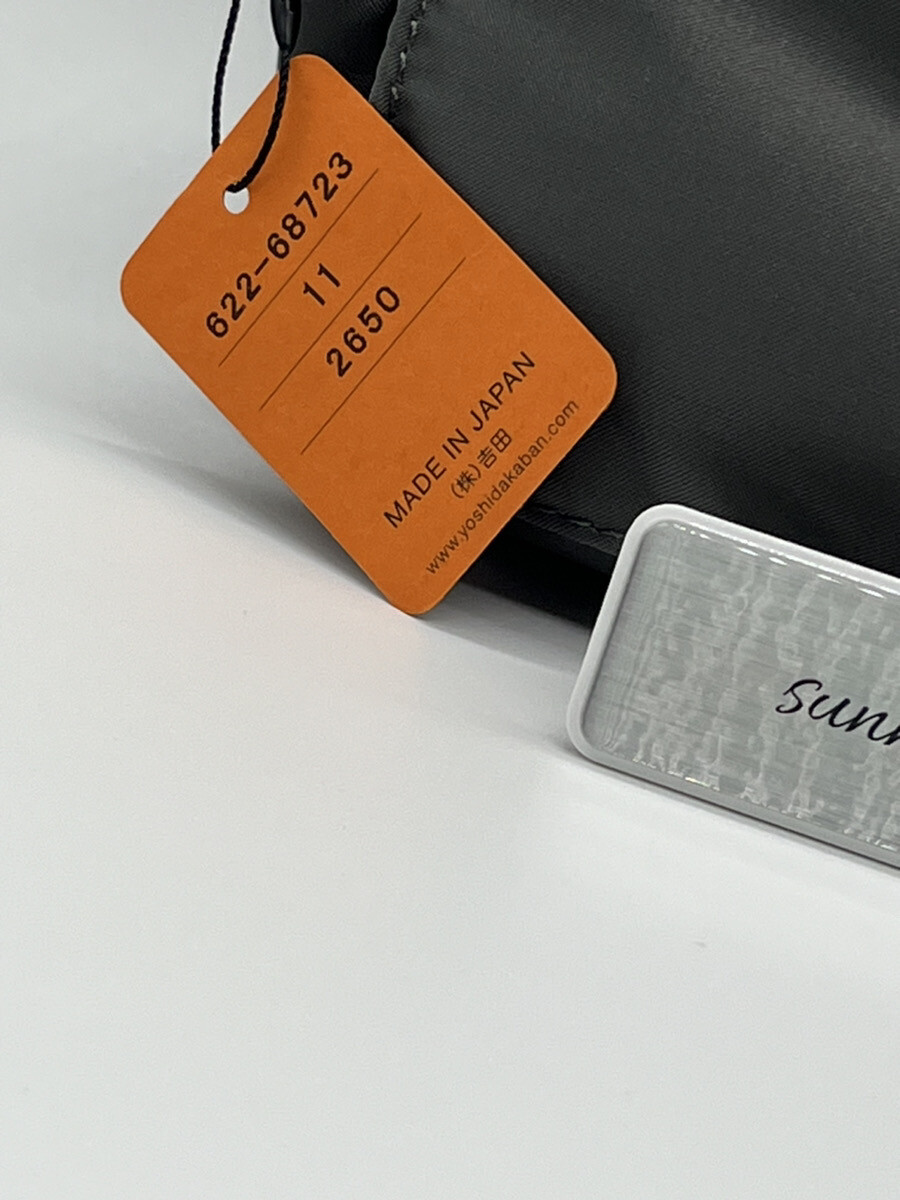 622-68723
11
2650
MADE IN JAPAN
(株)吉田
www.yoshidakaban.com